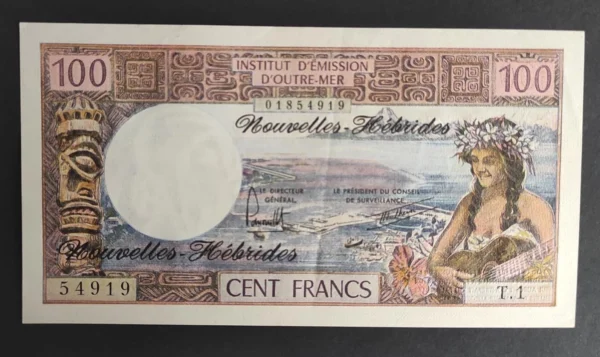 100
INSTITUT D'ÉMISSION
D'OUTRE-MER
100
01854919
Nouvelles-Hébrides
LE DIRECTEUR
GÉNÉRAL,
LE PRÉSIDENT DU CONSEIL
DE SURVEILLANCE,
Nouvelles-Hébrides
54919
CENT FRANCS
T.1